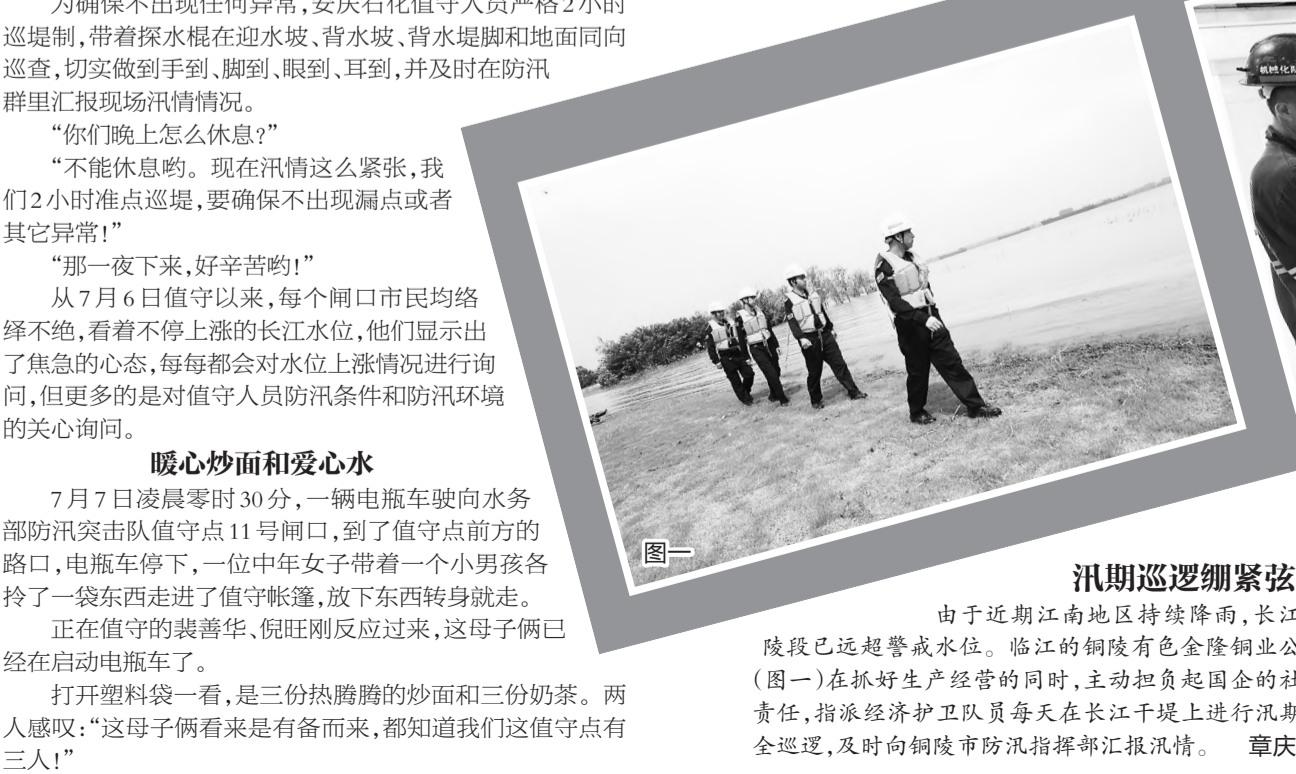 为确保不出现任何异常,安庆石化值守人员严格2小时
巡堤制,带着探水棍在迎水坡、背水坡、背水堤脚和地面同向
巡查,切实做到手到、脚到、眼到、耳到,并及时在防汛
群里汇报现场汛情情况。
“你们晚上怎么休息?”
“不能休息哟。现在汛情这么紧张,我
们2小时准点巡堤,要确保不出现漏点或者
其它异常!”
“那一夜下来,好辛苦哟!”
从7月6日值守以来,每个闸口市民均络
绎不绝,看着不停上涨的长江水位,他们显示出
了焦急的心态,每每都会对水位上涨情况进行询
问,但更多的是对值守人员防汛条件和防汛环境
的关心询问。
暖心炒面和爱心水
7月7日凌晨零时30分,一辆电瓶车驶向水务
部防汛突击队值守点11号闸口,到了值守点前方的
路口,电瓶车停下,一位中年女子带着一个小男孩各
拎了一袋东西走进了值守帐篷,放下东西转身就走。
正在值守的裴善华、倪旺刚反应过来,这母子俩已
经在启动电瓶车了。
打开塑料袋一看,是三份热腾腾的炒面和三份奶茶。两
人感叹:“这母子俩看来是有备而来,都知道我们这值守点有
三人!”
图一
机械化
汛期巡逻绷紧弦
由于近期江南地区持续降雨,长江
陵段已远超警戒水位。临江的铜陵有色金隆铜业公
(图一)在抓好生产经营的同时,主动担负起国企的社
责任,指派经济护卫队员每天在长江干堤上进行汛期
全巡逻,及时向铜陵市防汛指挥部汇报汛情。 章庆